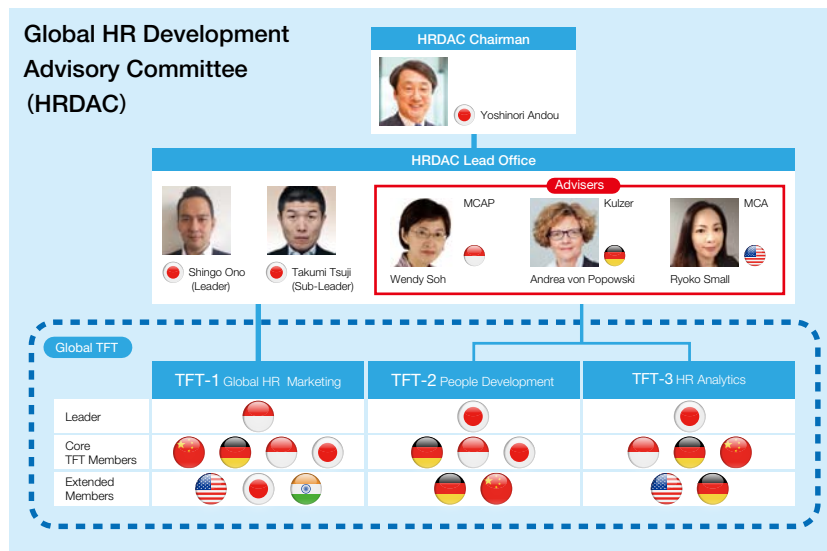 Global HR Development
Advisory Committee
(HRDAC)
HRDAC Chairman
Yoshinori Andou
HRDAC Lead Office
Advisers
Shingo Ono
(Leader)
Takumi Tsuji
(Sub-Leader)
MCAP
Wendy Soh
Kulzer
Andrea von Popowski
MCA
Ryoko Small
Global TFT
TFT-1 Global HR Marketing
TFT-2 People Development
TFT-3 HR Analytics
Leader
Core
TFT Members
Extended
Members